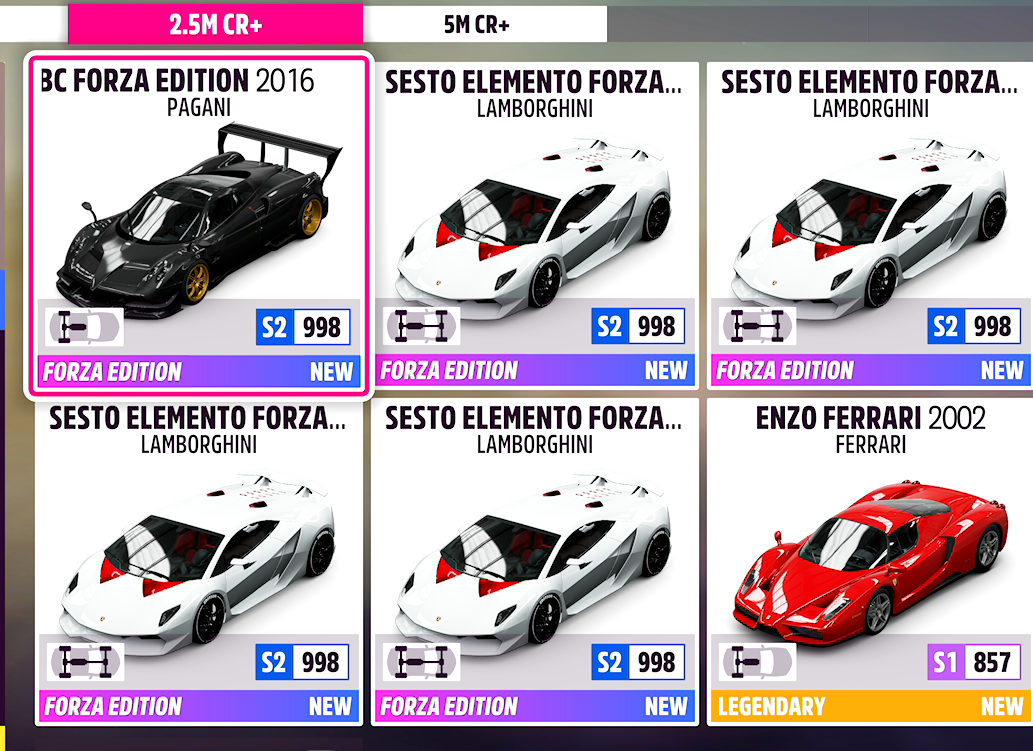 2.5M CR+
5M CR+
BC FORZA EDITION 2016
PAGANI
S2 998
FORZA EDITION NEW
SESTO ELEMENTO FORZA...
LAMBORGHINI
S2 998
FORZA EDITION NEW
SESTO ELEMENTO FORZA...
LAMBORGHINI
S2 998
FORZA EDITION NEW
SESTO ELEMENTO FORZA...
LAMBORGHINI
S2 998
FORZA EDITION NEW
SESTO ELEMENTO FORZA...
LAMBORGHINI
S2 998
FORZA EDITION NEW
ENZO FERRARI 2002
FERRARI
S1 857
LEGENDARY NEW